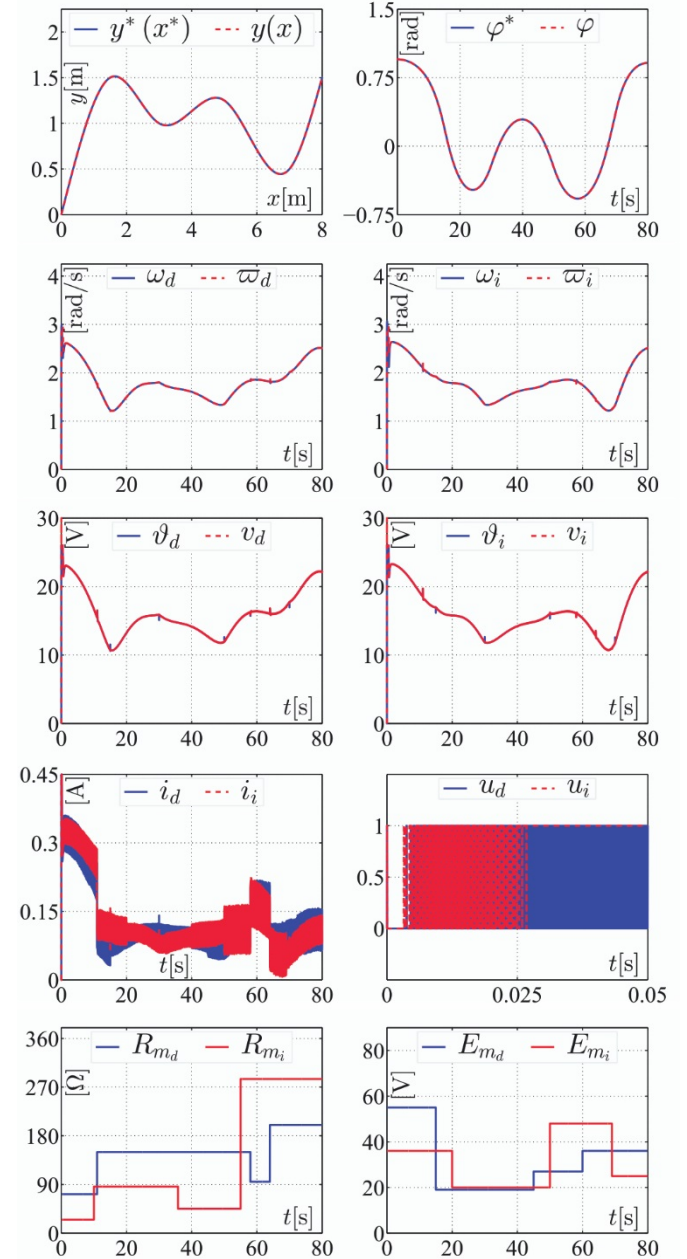 y* (x*) y(x)
y[m]
2
1.5
1
0.5
0
0 2 4 6 8
x[m]
φ* φ
[rad]
1.5
0.75
0
−0.75
0 20 40 60 80
t[s]
ω_d ϖ_d
[rad/s]
4
3
2
1
0
0 20 40 60 80
t[s]
ω_i ϖ_i
[rad/s]
4
3
2
1
0
0 20 40 60 80
t[s]
ϑ_d v_d
[V]
30
20
10
0
0 20 40 60 80
t[s]
ϑ_i v_i
[V]
30
20
10
0
0 20 40 60 80
t[s]
i_d i_i
[A]
0.45
0.3
0.15
0
0 20 40 60 80
t[s]
u_d u_i
1
0.5
0
0 0.025 0.05
t[s]
R_{m_d} R_{m_i}
[Ω]
360
270
180
90
0
0 20 40 60 80
t[s]
E_{m_d} E_{m_i}
[V]
80
60
40
20
0
0 20 40 60 80
t[s]